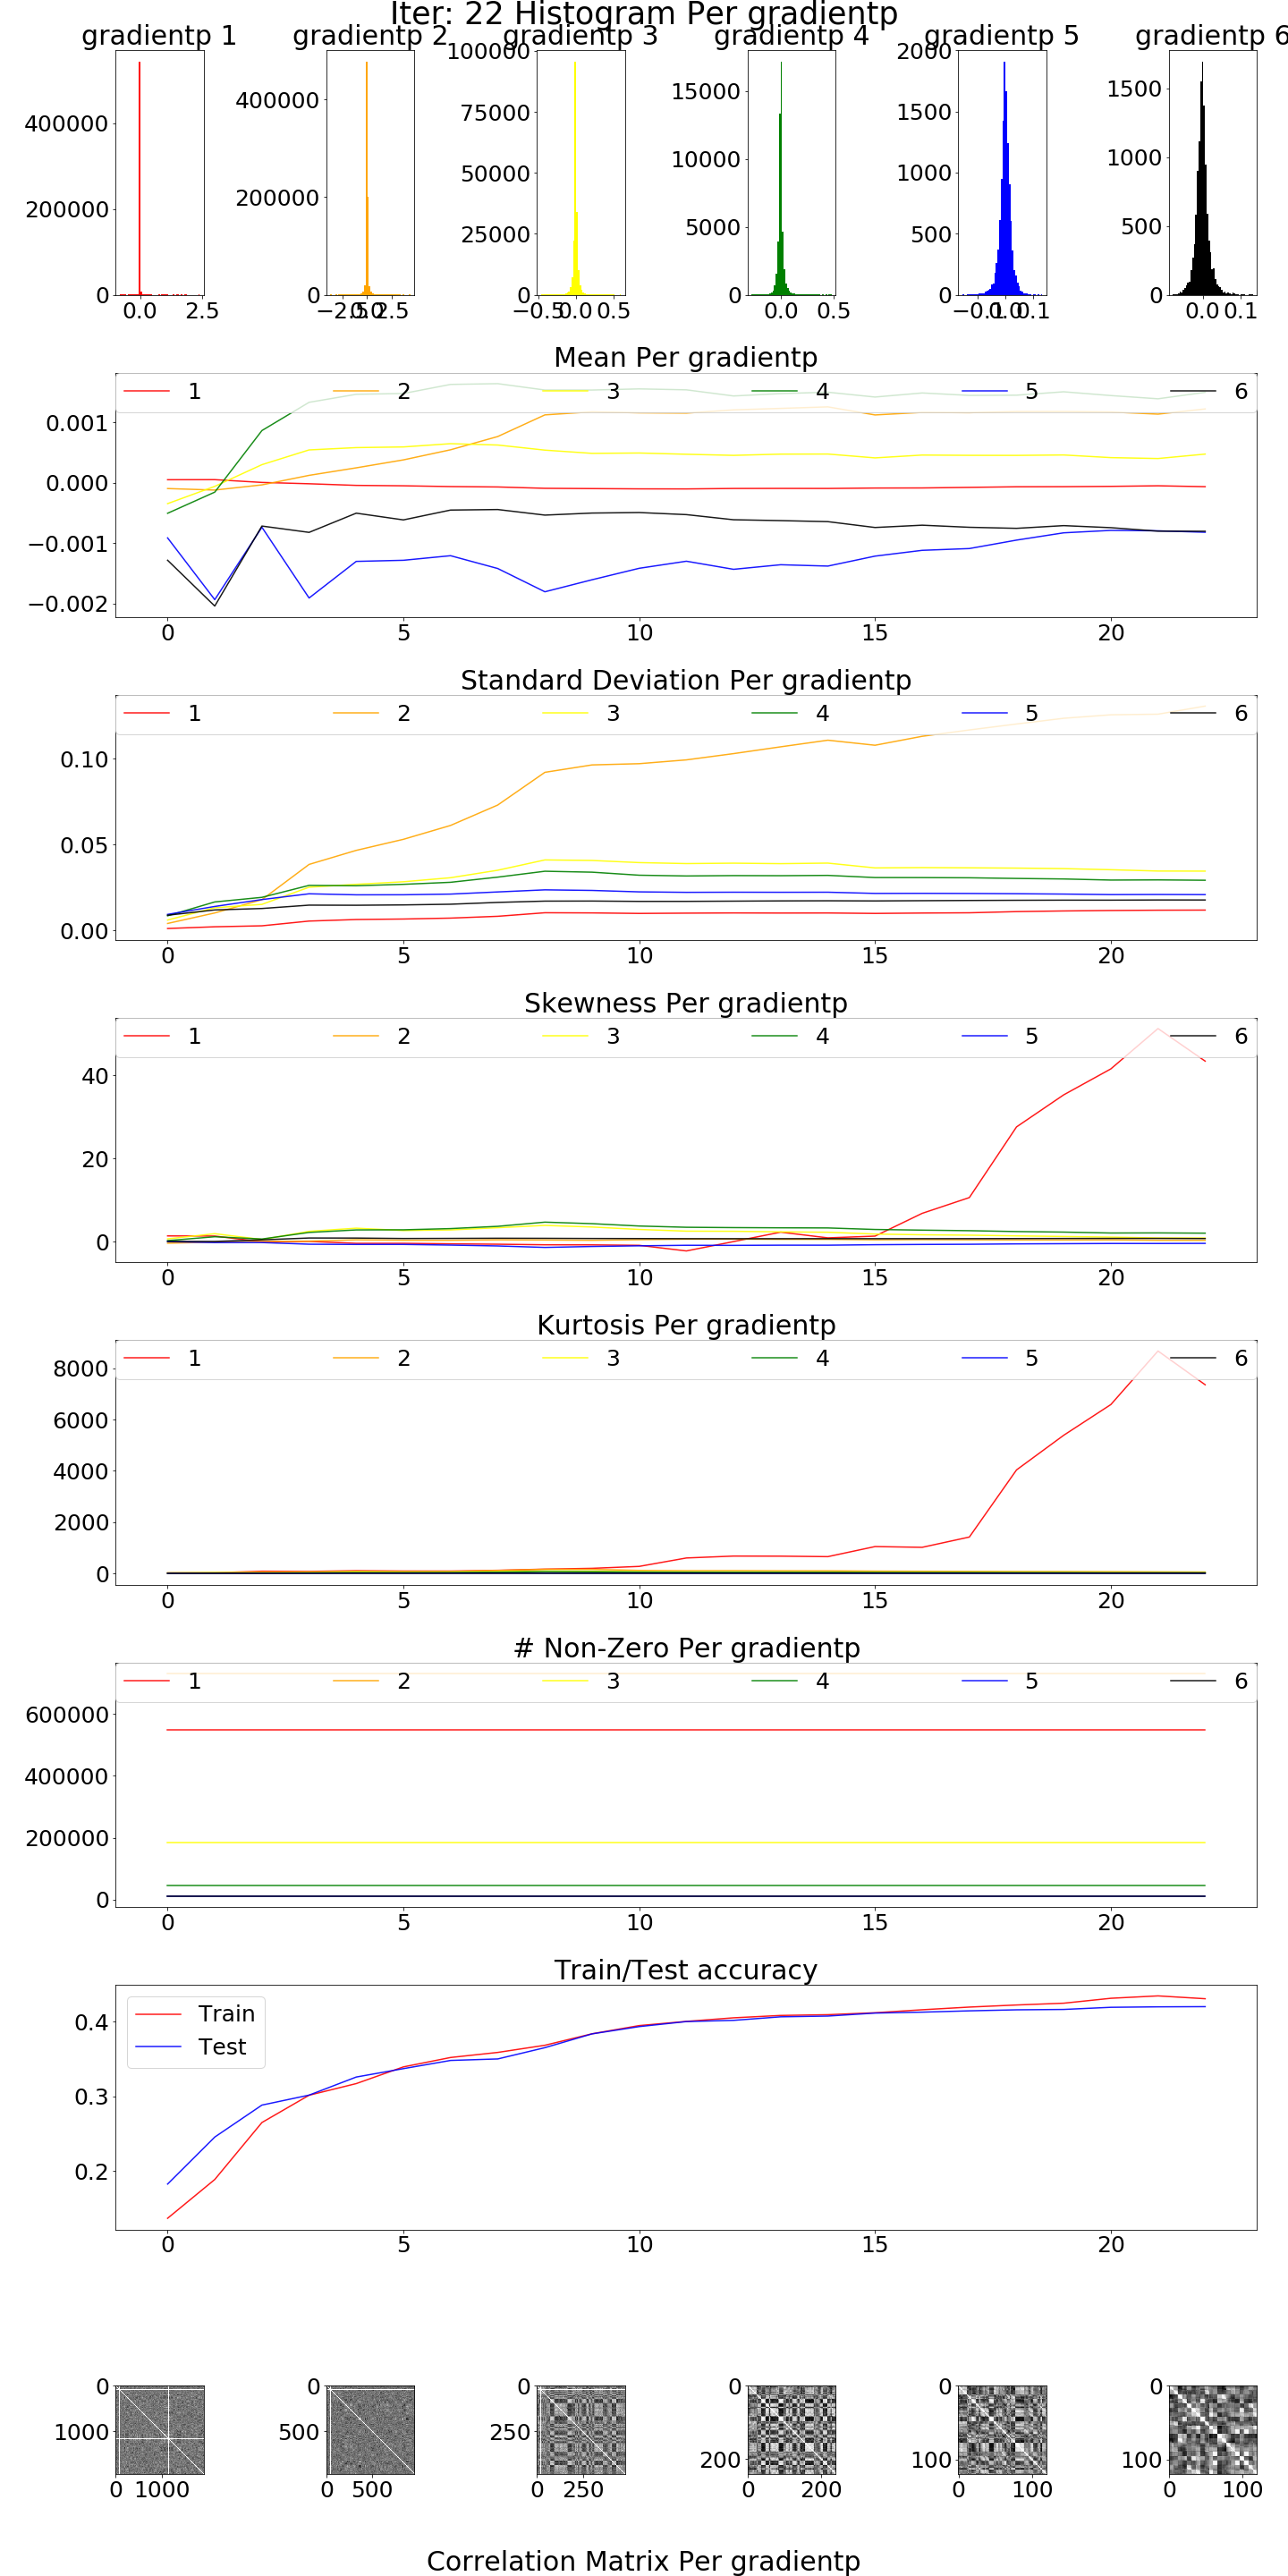 Iter: 22 Histogram Per gradientp
gradientp 1 gradientp 2 gradientp 3 gradientp 4 gradientp 5 gradientp 6
0 200000 400000
0.0 2.5
0 200000 400000
−2.5 0.0 2.5
0 25000 50000 75000 100000
−0.5 0.0 0.5
0 5000 10000 15000
0.0 0.5
0 500 1000 1500 2000
−0.1 0.0 0.1
0 500 1000 1500
0.0 0.1
Mean Per gradientp
1 2 3 4 5 6
0.001
0.000
−0.001
−0.002
0 5 10 15 20
Standard Deviation Per gradientp
1 2 3 4 5 6
0.10
0.05
0.00
0 5 10 15 20
Skewness Per gradientp
1 2 3 4 5 6
40
20
0
0 5 10 15 20
Kurtosis Per gradientp
1 2 3 4 5 6
8000
6000
4000
2000
0
0 5 10 15 20
# Non-Zero Per gradientp
1 2 3 4 5 6
600000
400000
200000
0
0 5 10 15 20
Train/Test accuracy
Train
Test
0.4
0.3
0.2
0 5 10 15 20
0 1000
0 1000
0 500
0 500
0 250
0 250
0 200
0 200
0 100
0 100
0 100
0 100
Correlation Matrix Per gradientp